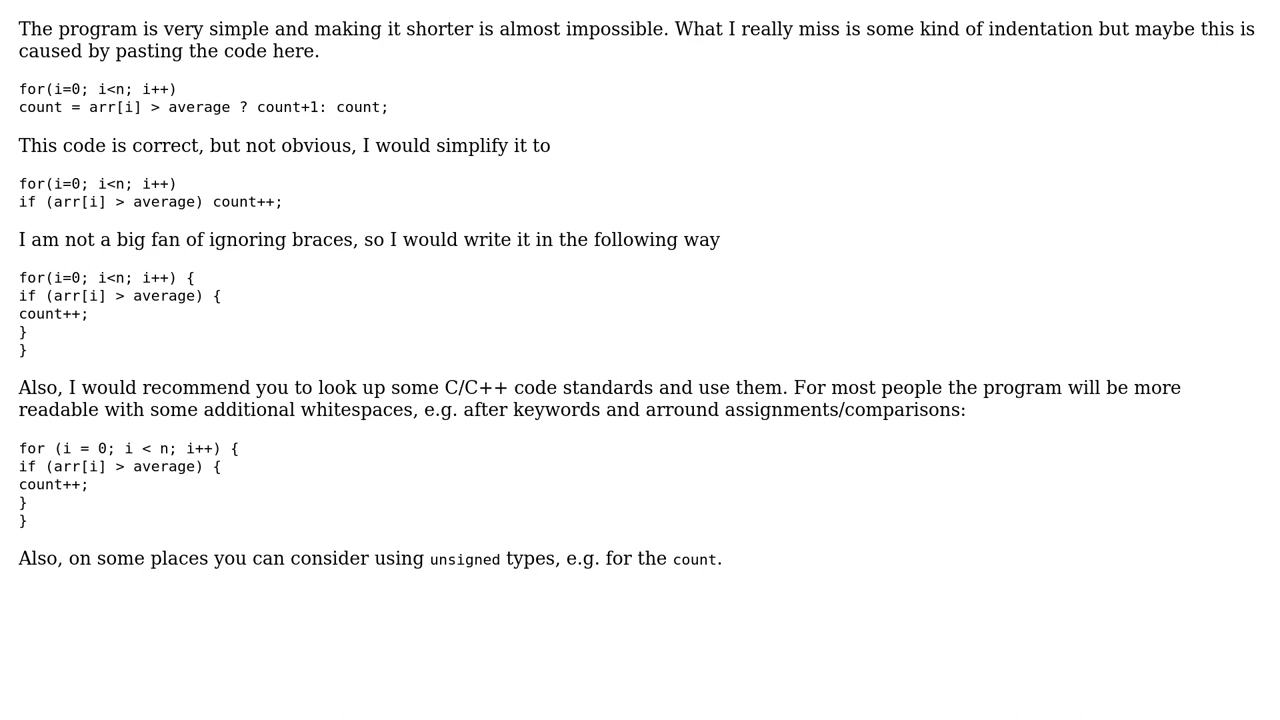 The program is very simple and making it shorter is almost impossible. What I really miss is some kind of indentation but maybe this is
caused by pasting the code here.
for(i=0; i<n; i++)
count = arr[i] > average ? count+1: count;
This code is correct, but not obvious, I would simplify it to
for(i=0; i<n; i++)
if (arr[i] > average) count++;
I am not a big fan of ignoring braces, so I would write it in the following way
for(i=0; i<n; i++) {
if (arr[i] > average) {
count++;
}
}
Also, I would recommend you to look up some C/C++ code standards and use them. For most people the program will be more
readable with some additional whitespaces, e.g. after keywords and arround assignments/comparisons:
for (i = 0; i < n; i++) {
if (arr[i] > average) {
count++;
}
}
Also, on some places you can consider using unsigned types, e.g. for the count.